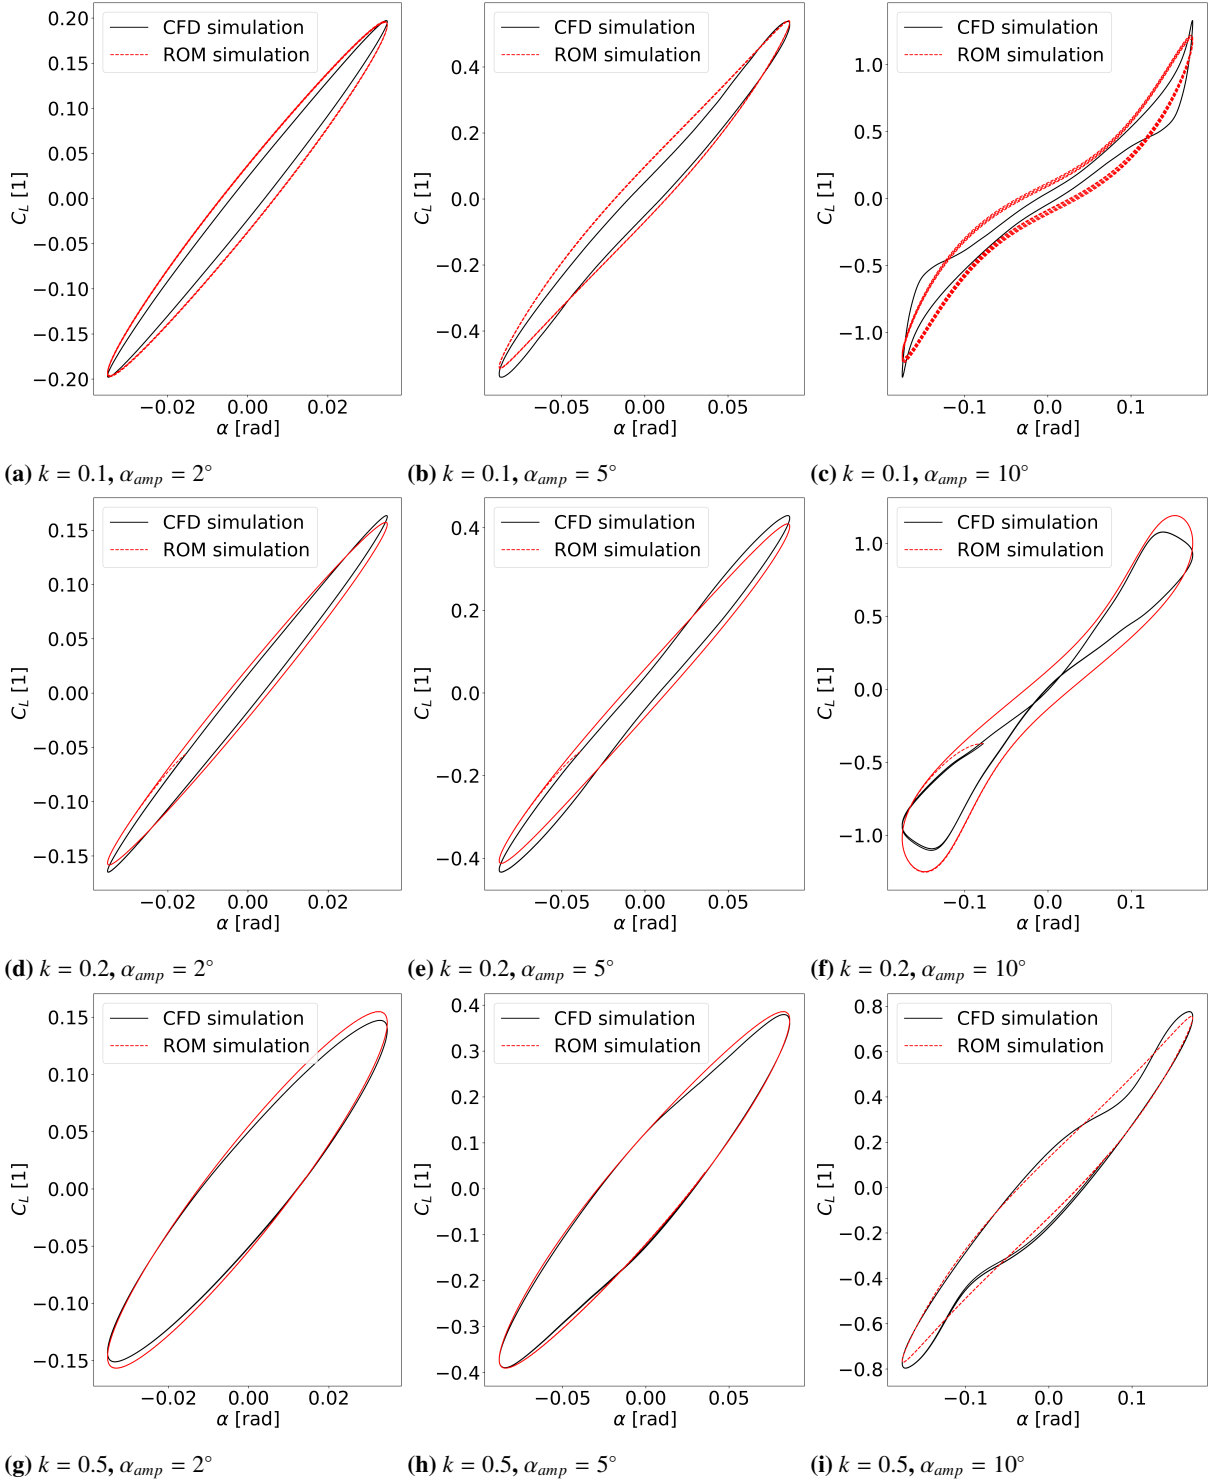 CFD simulation
ROM simulation
0.20
0.15
0.10
0.05
0.00
−0.05
−0.10
−0.15
−0.20
C_L [1]
−0.02 0.00 0.02
α [rad]
(a) k = 0.1, α_amp = 2°
CFD simulation
ROM simulation
0.4
0.2
0.0
−0.2
−0.4
C_L [1]
−0.05 0.00 0.05
α [rad]
(b) k = 0.1, α_amp = 5°
CFD simulation
ROM simulation
1.0
0.5
0.0
−0.5
−1.0
C_L [1]
−0.1 0.0 0.1
α [rad]
(c) k = 0.1, α_amp = 10°
CFD simulation
ROM simulation
0.15
0.10
0.05
0.00
−0.05
−0.10
−0.15
C_L [1]
−0.02 0.00 0.02
α [rad]
(d) k = 0.2, α_amp = 2°
CFD simulation
ROM simulation
0.4
0.2
0.0
−0.2
−0.4
C_L [1]
−0.05 0.00 0.05
α [rad]
(e) k = 0.2, α_amp = 5°
CFD simulation
ROM simulation
1.0
0.5
0.0
−0.5
−1.0
C_L [1]
−0.1 0.0 0.1
α [rad]
(f) k = 0.2, α_amp = 10°
CFD simulation
ROM simulation
0.15
0.10
0.05
0.00
−0.05
−0.10
−0.15
C_L [1]
−0.02 0.00 0.02
α [rad]
(g) k = 0.5, α_amp = 2°
CFD simulation
ROM simulation
0.4
0.3
0.2
0.1
0.0
−0.1
−0.2
−0.3
−0.4
C_L [1]
−0.05 0.00 0.05
α [rad]
(h) k = 0.5, α_amp = 5°
CFD simulation
ROM simulation
0.8
0.6
0.4
0.2
0.0
−0.2
−0.4
−0.6
−0.8
C_L [1]
−0.1 0.0 0.1
α [rad]
(i) k = 0.5, α_amp = 10°